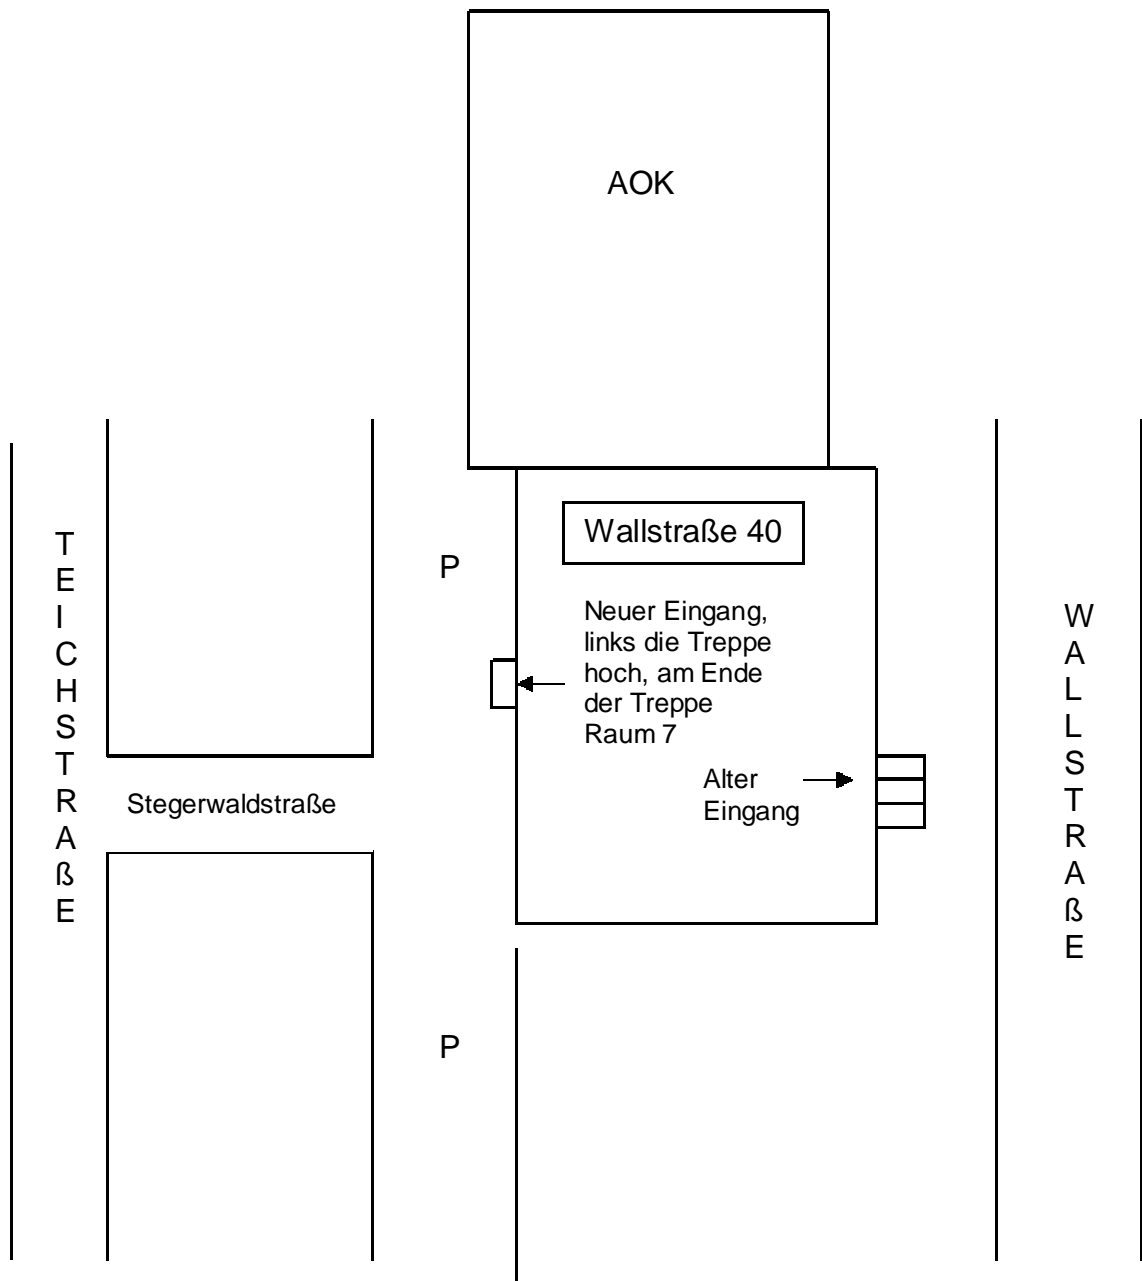 AOK
Wallstraße 40
TEICHSTRAßE
P
Neuer Eingang,
links die Treppe
hoch, am Ende
der Treppe
Raum 7
WALLSTRAßE
Alter
Eingang
Stegerwaldstraße
P